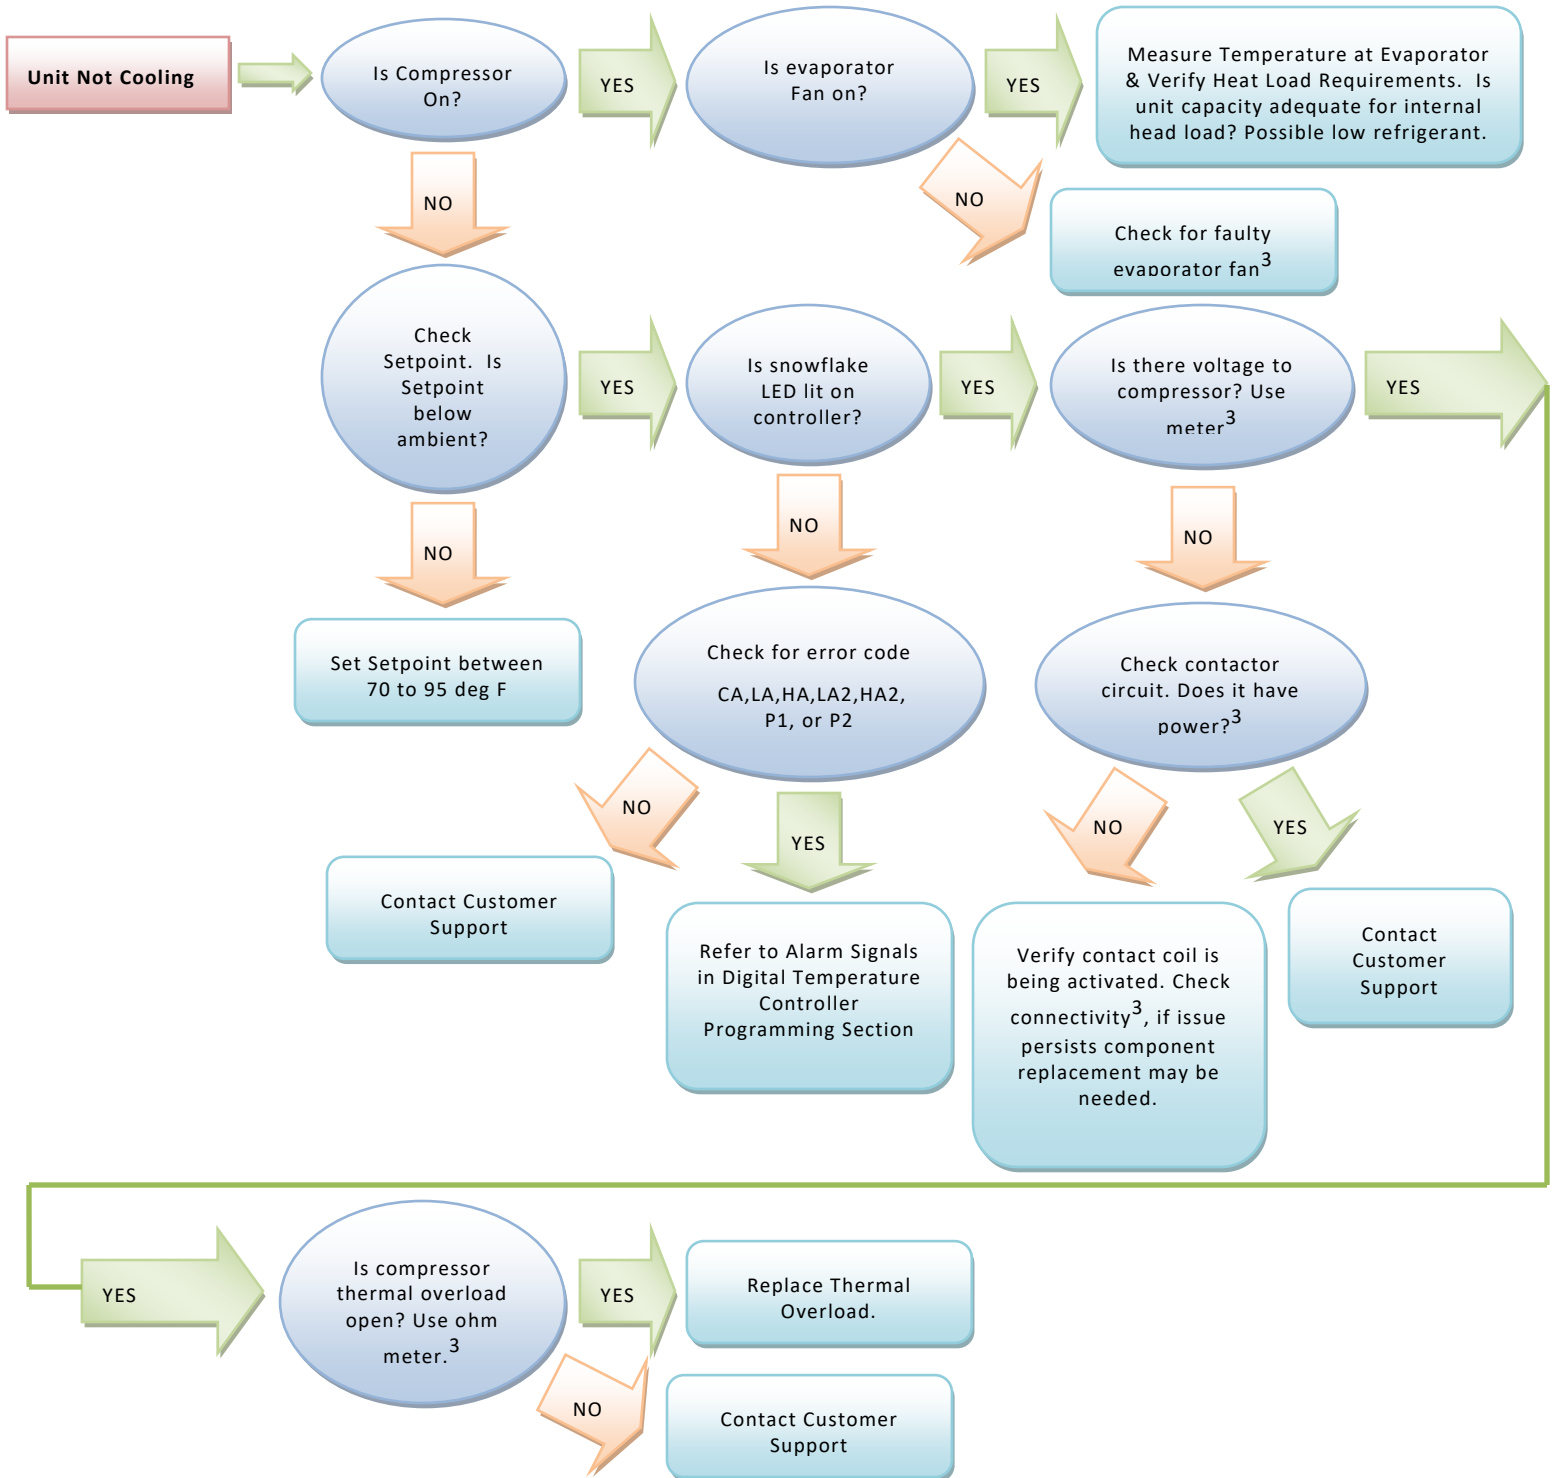 Unit Not Cooling
Is Compressor
On?
YES
Is evaporator
Fan on?
YES
Measure Temperature at Evaporator
& Verify Heat Load Requirements. Is
unit capacity adequate for internal
head load? Possible low refrigerant.
NO
NO
Check for faulty
evaporator fan3
Check
Setpoint. Is
Setpoint
below
ambient?
YES
Is snowflake
LED lit on
controller?
YES
Is there voltage to
compressor? Use
meter3
YES
NO
NO
NO
Set Setpoint between
70 to 95 deg F
Check for error code
CA,LA,HA,LA2,HA2,
P1, or P2
Check contactor
circuit. Does it have
power?3
NO
YES
NO
YES
Contact Customer
Support
Refer to Alarm Signals
in Digital Temperature
Controller
Programming Section
Verify contact coil is
being activated. Check
connectivity3, if issue
persists component
replacement may be
needed.
Contact
Customer
Support
YES
Is compressor
thermal overload
open? Use ohm
meter.3
YES
Replace Thermal
Overload.
NO
Contact Customer
Support